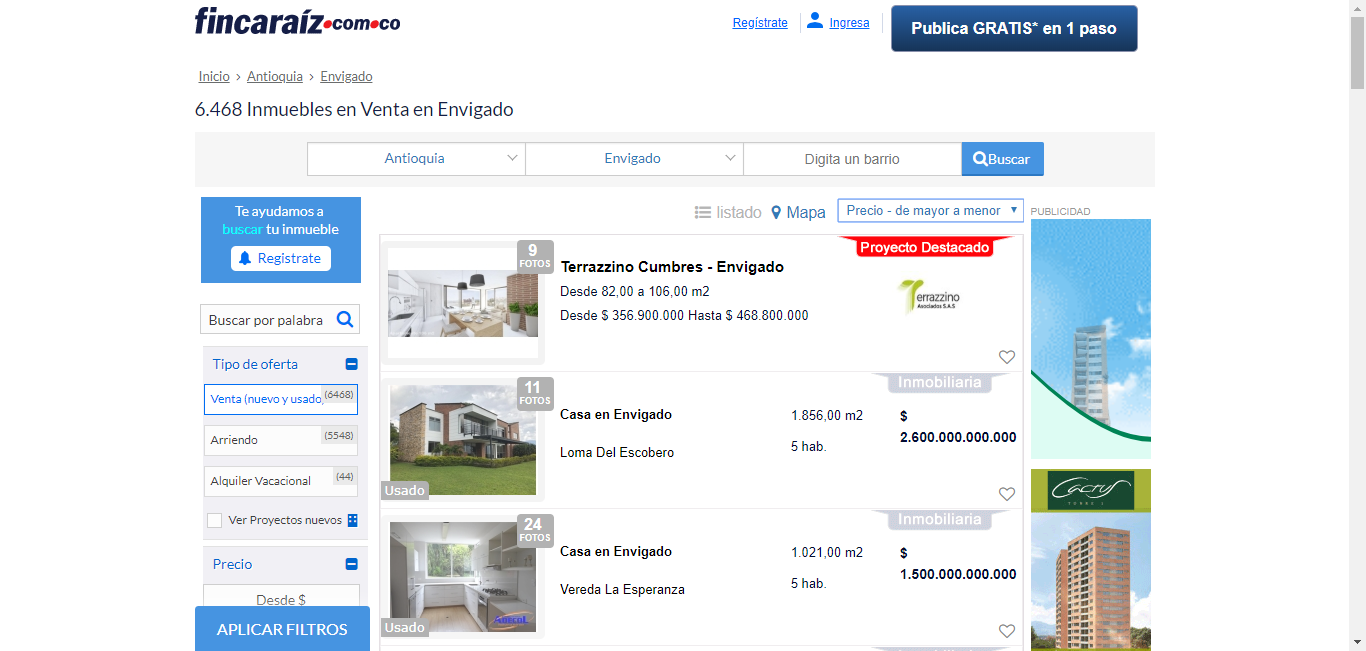 fincaraíz.com.co
Regístrate
Ingresa
Publica GRATIS* en 1 paso
Inicio › Antioquia › Envigado
6.468 Inmuebles en Venta en Envigado
Antioquia
Envigado
Digita un barrio
Buscar
Te ayudamos a
buscar tu inmueble
Registrate
Buscar por palabra
Tipo de oferta
Venta (nuevo y usado) (6468)
Arriendo (5548)
Alquiler Vacacional (44)
Ver Proyectos nuevos
Precio
Desde $
APLICAR FILTROS
listado
Mapa
Precio - de mayor a menor
9
FOTOS
Terrazzino Cumbres - Envigado
Desde 82,00 a 106,00 m2
Desde $ 356.900.000 Hasta $ 468.800.000
Proyecto Destacado
Terrazzino
Asociados S.A.S
11
FOTOS
Usado
Casa en Envigado
Loma Del Escobero
1.856,00 m2
5 hab.
Inmobiliaria
$
2.600.000.000.000
24
FOTOS
Usado
Casa en Envigado
Vereda La Esperanza
1.021,00 m2
5 hab.
Inmobiliaria
$
1.500.000.000.000
PUBLICIDAD
Cactus